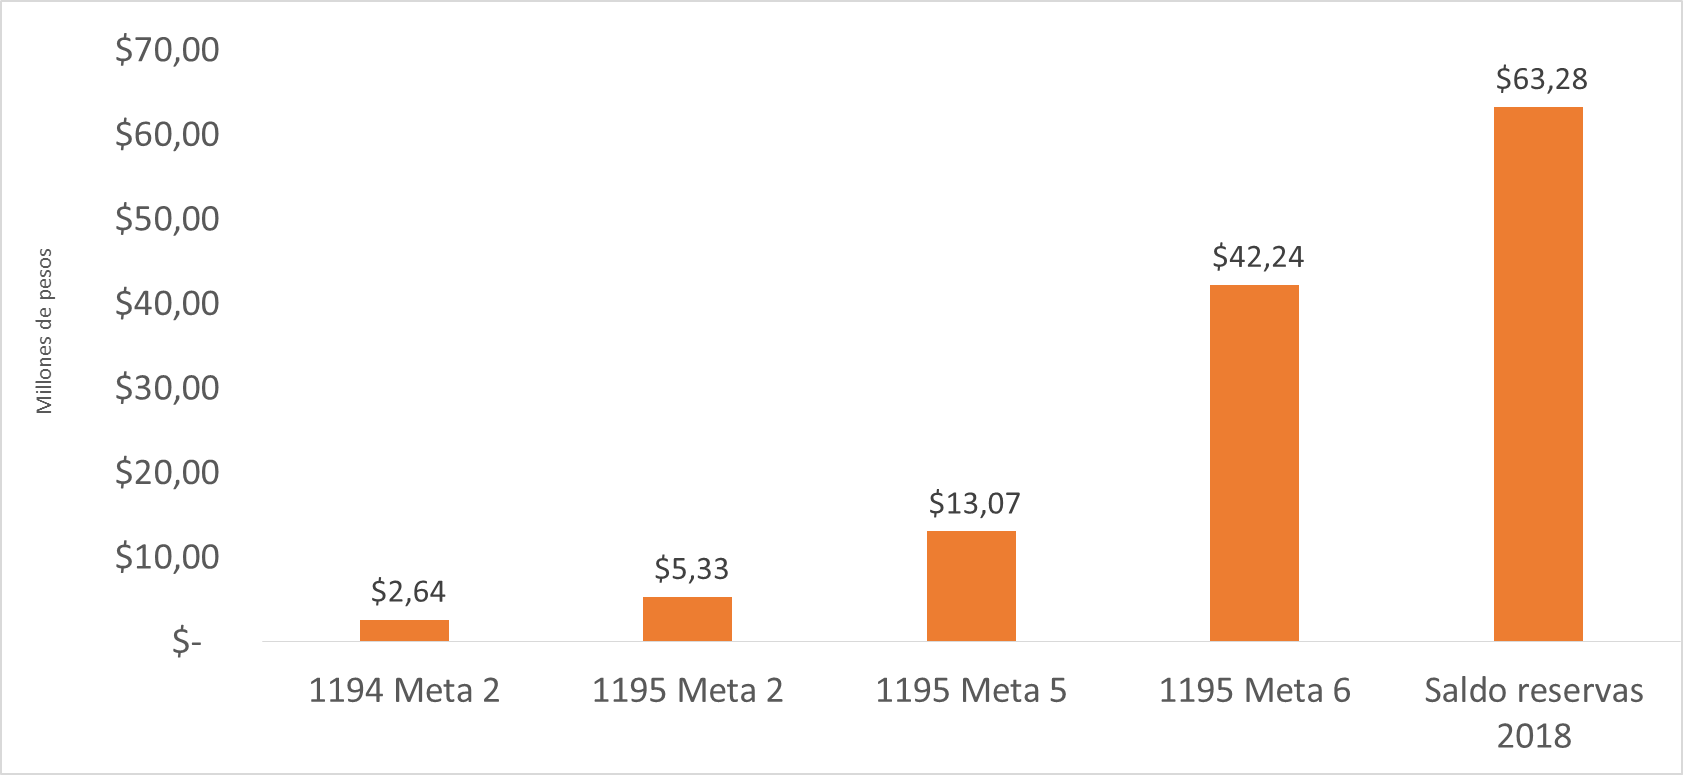 $70,00
$60,00
$50,00
$40,00
$30,00
$20,00
$10,00
$-
Millones de pesos
$2,64
$5,33
$13,07
$42,24
$63,28
1194 Meta 2
1195 Meta 2
1195 Meta 5
1195 Meta 6
Saldo reservas
2018